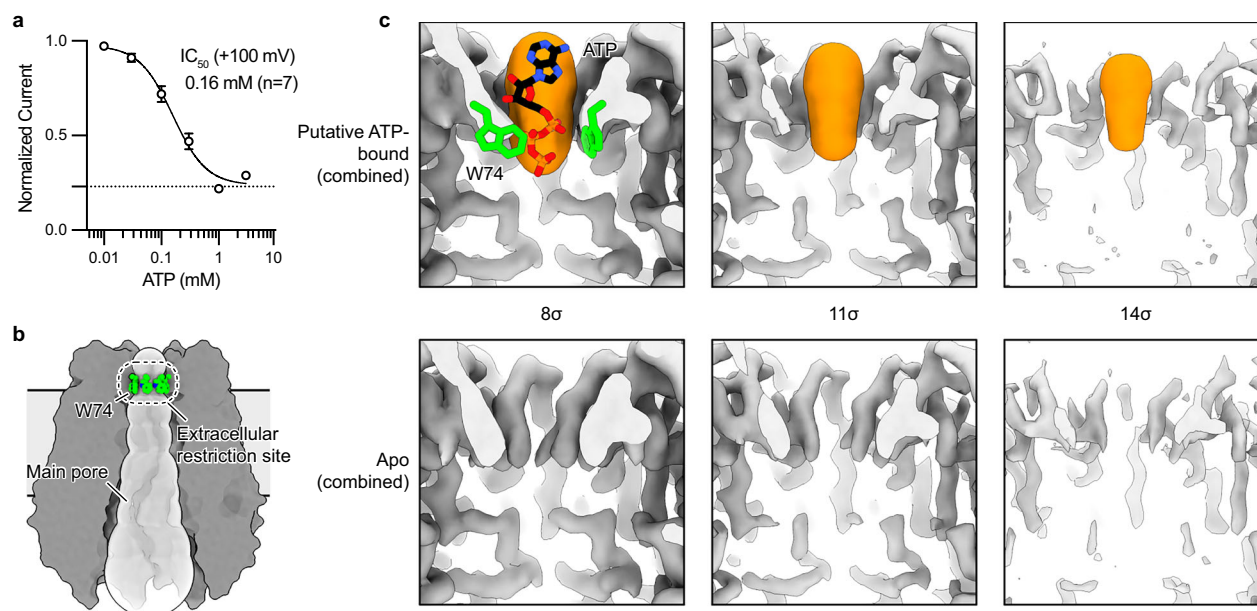 a
1.0
0.5
0.0
Normalized Current
IC50 (+100 mV)
0.16 mM (n=7)
0.01
0.1
1
10
ATP (mM)
b
W74
Extracellular
restriction site
Main pore
c
Putative ATP-
bound
(combined)
ATP
W74
8σ
11σ
14σ
Apo
(combined)